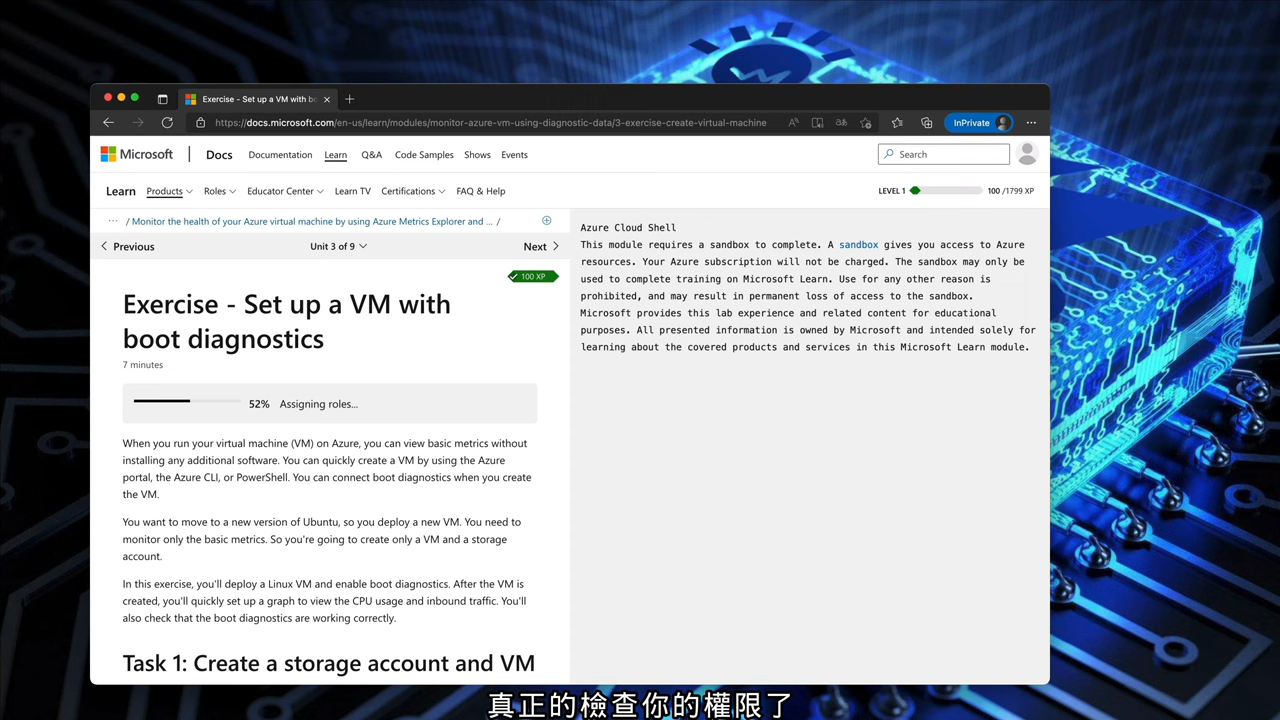 Exercise - Set up a VM with bo
https://docs.microsoft.com/en-us/learn/modules/monitor-azure-vm-using-diagnostic-data/3-exercise-create-virtual-machine
InPrivate
Microsoft
Docs
Documentation
Learn
Q&A
Code Samples
Shows
Events
Search
Learn
Products
Roles
Educator Center
Learn TV
Certifications
FAQ & Help
LEVEL 1
100 /1799 XP
... / Monitor the health of your Azure virtual machine by using Azure Metrics Explorer and ... /
Previous
Unit 3 of 9
Next
100 XP
Exercise - Set up a VM with
boot diagnostics
7 minutes
52% Assigning roles...
When you run your virtual machine (VM) on Azure, you can view basic metrics without
installing any additional software. You can quickly create a VM by using the Azure
portal, the Azure CLI, or PowerShell. You can connect boot diagnostics when you create
the VM.
You want to move to a new version of Ubuntu, so you deploy a new VM. You need to
monitor only the basic metrics. So you're going to create only a VM and a storage
account.
In this exercise, you'll deploy a Linux VM and enable boot diagnostics. After the VM is
created, you'll quickly set up a graph to view the CPU usage and inbound traffic. You'll
also check that the boot diagnostics are working correctly.
Task 1: Create a storage account and VM
Azure Cloud Shell
This module requires a sandbox to complete. A sandbox gives you access to Azure
resources. Your Azure subscription will not be charged. The sandbox may only be
used to complete training on Microsoft Learn. Use for any other reason is
prohibited, and may result in permanent loss of access to the sandbox.
Microsoft provides this lab experience and related content for educational
purposes. All presented information is owned by Microsoft and intended solely for
learning about the covered products and services in this Microsoft Learn module.
真正的檢查你的權限了